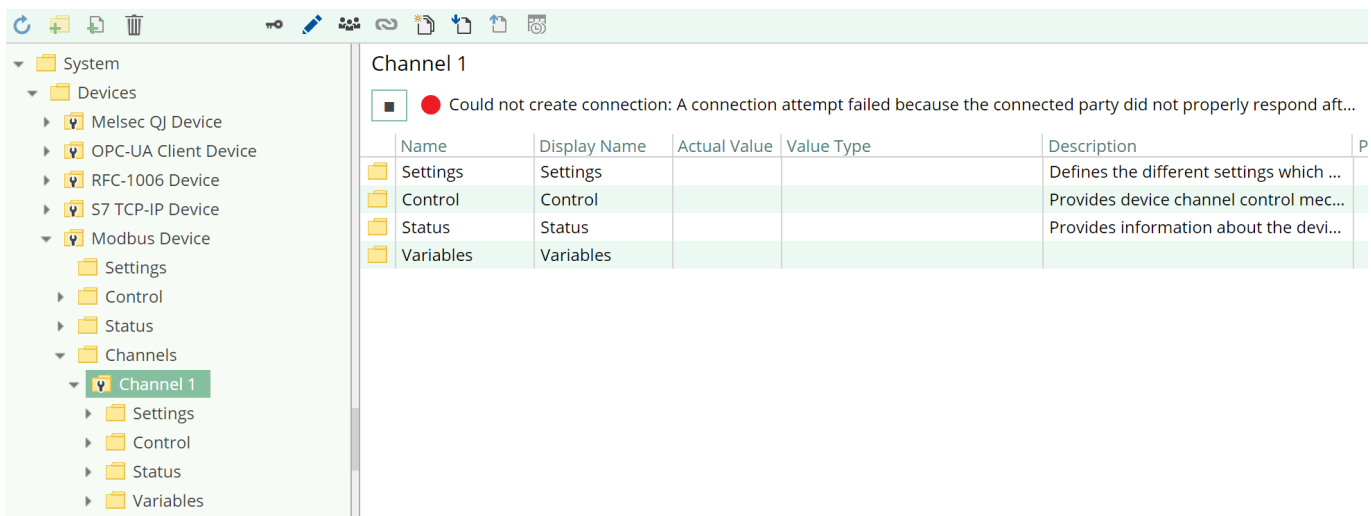 System
Devices
Melsec QJ Device
OPC-UA Client Device
RFC-1006 Device
S7 TCP-IP Device
Modbus Device
Settings
Control
Status
Channels
Channel 1
Settings
Control
Status
Variables
Channel 1
Could not create connection: A connection attempt failed because the connected party did not properly respond aft...
Name Display Name Actual Value Value Type Description P
Settings Settings Defines the different settings which ...
Control Control Provides device channel control mec...
Status Status Provides information about the devi...
Variables Variables